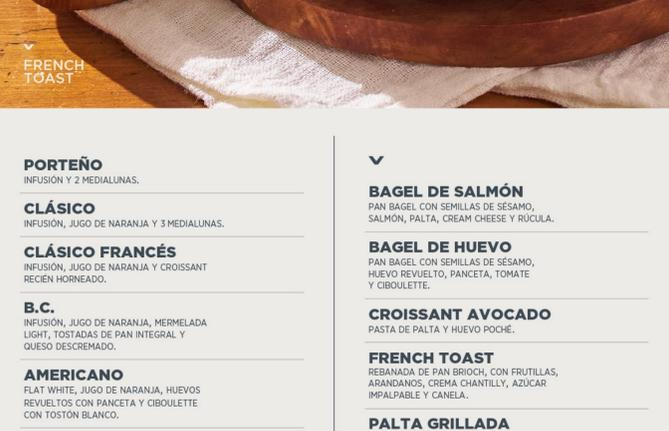 FRENCH
TOAST
PORTEÑO
INFUSIÓN Y 2 MEDIALUNAS.
CLÁSICO
INFUSIÓN, JUGO DE NARANJA Y 3 MEDIALUNAS.
CLÁSICO FRANCÉS
INFUSIÓN, JUGO DE NARANJA Y CROISSANT
RECIÉN HORNEADO.
B.C.
INFUSIÓN, JUGO DE NARANJA, MERMELADA
LIGHT, TOSTADAS DE PAN INTEGRAL Y
QUESO DESCREMADO.
AMERICANO
FLAT WHITE, JUGO DE NARANJA, HUEVOS
REVUELTOS CON PANCETA Y CIBOULETTE
CON TOSTÓN BLANCO.
BAGEL DE SALMÓN
PAN BAGEL CON SEMILLAS DE SÉSAMO,
SALMÓN, PALTA, CREAM CHEESE Y RÚCULA.
BAGEL DE HUEVO
PAN BAGEL CON SEMILLAS DE SÉSAMO,
HUEVO REVUELTO, PANCETA, TOMATE
Y CIBOULETTE.
CROISSANT AVOCADO
PASTA DE PALTA Y HUEVO POCHÉ.
FRENCH TOAST
REBANADA DE PAN BRIOCH, CON FRUTILLAS,
ARANDANOS, CREMA CHANTILLY, AZÚCAR
IMPALPABLE Y CANELA.
PALTA GRILLADA